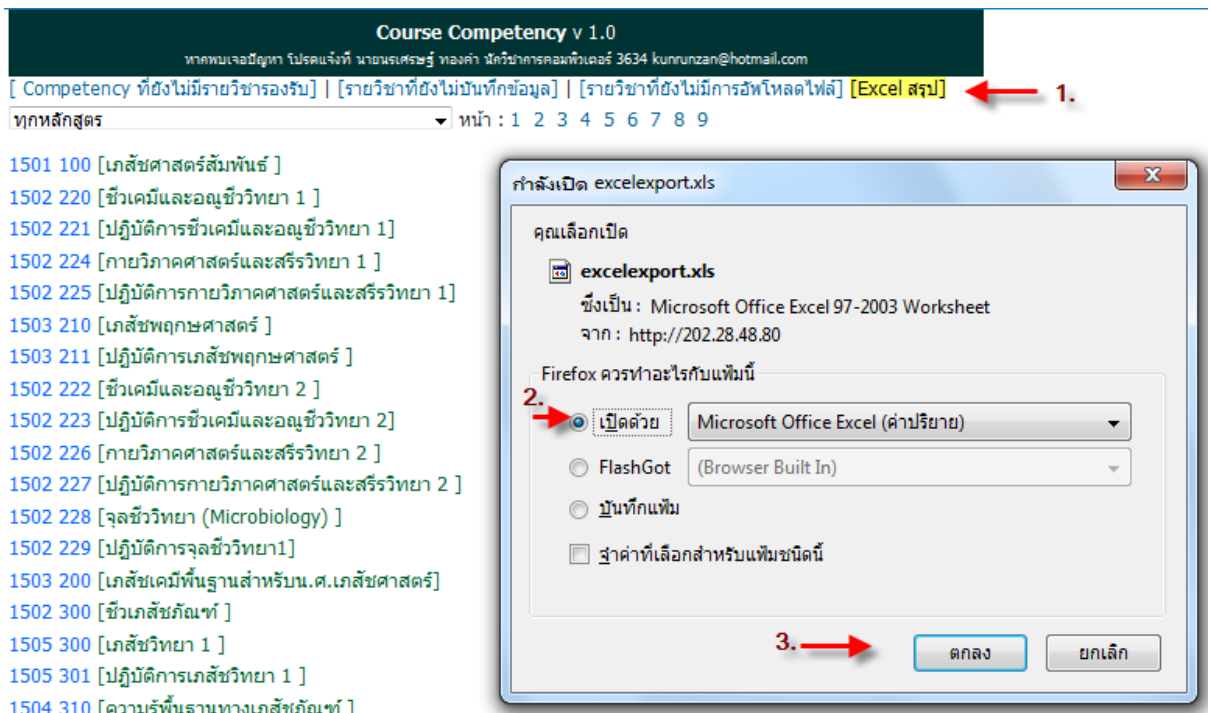 Course Competency v 1.0
หากพบเจอปัญหา โปรดแจ้งที่ นายนรเศรษฐ์ ทองคำ นักวิชาการคอมพิวเตอร์ 3634 kunrunzan@hotmail.com
[ Competency ที่ยังไม่มีรายวิชารองรับ] | [รายวิชาที่ยังไม่บันทึกข้อมูล] | [รายวิชาที่ยังไม่มีการอัพโหลดไฟล์] [Excel สรุป] 1.
ทุกหลักสูตร หน้า : 1 2 3 4 5 6 7 8 9
1501 100 [เภสัชศาสตร์สัมพันธ์ ]
1502 220 [ชีวเคมีและอณูชีววิทยา 1 ]
1502 221 [ปฏิบัติการชีวเคมีและอณูชีววิทยา 1]
1502 224 [กายวิภาคศาสตร์และสรีรวิทยา 1 ]
1502 225 [ปฏิบัติการกายวิภาคศาสตร์และสรีรวิทยา 1]
1503 210 [เภสัชพฤกษศาสตร์ ]
1503 211 [ปฏิบัติการเภสัชพฤกษศาสตร์ ]
1502 222 [ชีวเคมีและอณูชีววิทยา 2 ]
1502 223 [ปฏิบัติการชีวเคมีและอณูชีววิทยา 2]
1502 226 [กายวิภาคศาสตร์และสรีรวิทยา 2 ]
1502 227 [ปฏิบัติการกายวิภาคศาสตร์และสรีรวิทยา 2 ]
1502 228 [จุลชีววิทยา (Microbiology) ]
1502 229 [ปฏิบัติการจุลชีววิทยา1]
1503 200 [เภสัชเคมีพื้นฐานสำหรับน.ศ.เภสัชศาสตร์]
1502 300 [ชีวเภสัชภัณฑ์ ]
1505 300 [เภสัชวิทยา 1 ]
1505 301 [ปฏิบัติการเภสัชวิทยา 1 ]
1504 310 [ความรู้พื้นฐานทางเภสัชภัณฑ์ ]
กำลังเปิด excelexport.xls
คุณเลือกเปิด
excelexport.xls
ซึ่งเป็น : Microsoft Office Excel 97-2003 Worksheet
จาก : http://202.28.48.80
Firefox ควรทำอะไรกับแฟ้มนี้
2.
เปิดด้วย Microsoft Office Excel (ค่าปริยาย)
FlashGot (Browser Built In)
บันทึกแฟ้ม
จำค่าที่เลือกสำหรับแฟ้มชนิดนี้
3. ตกลง ยกเลิก